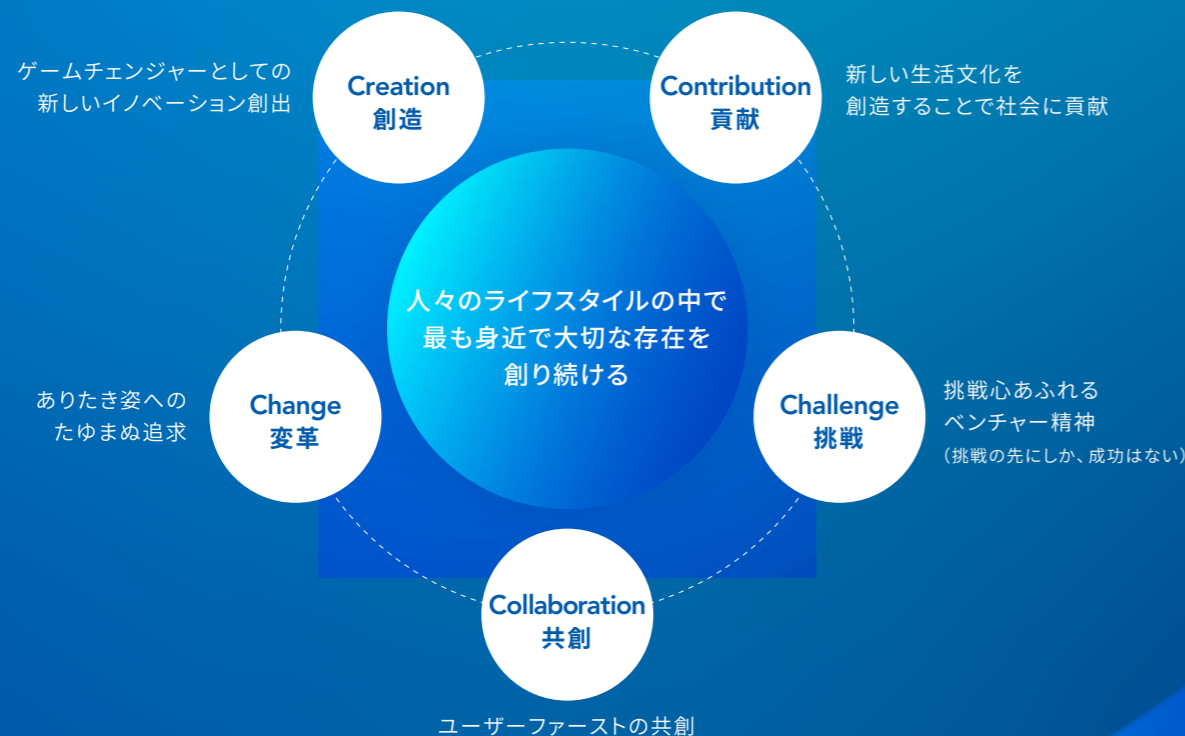 ゲームチェンジャーとしての
新しいイノベーション創出
Creation
創造
Contribution
貢献
新しい生活文化を
創造することで社会に貢献
人々のライフスタイルの中で
最も身近で大切な存在を
創り続ける
ありたき姿への
たゆまぬ追求
Change
変革
Challenge
挑戦
挑戦心あふれる
ベンチャー精神
(挑戦の先にしか、成功はない)
Collaboration
共創
ユーザーファーストの共創